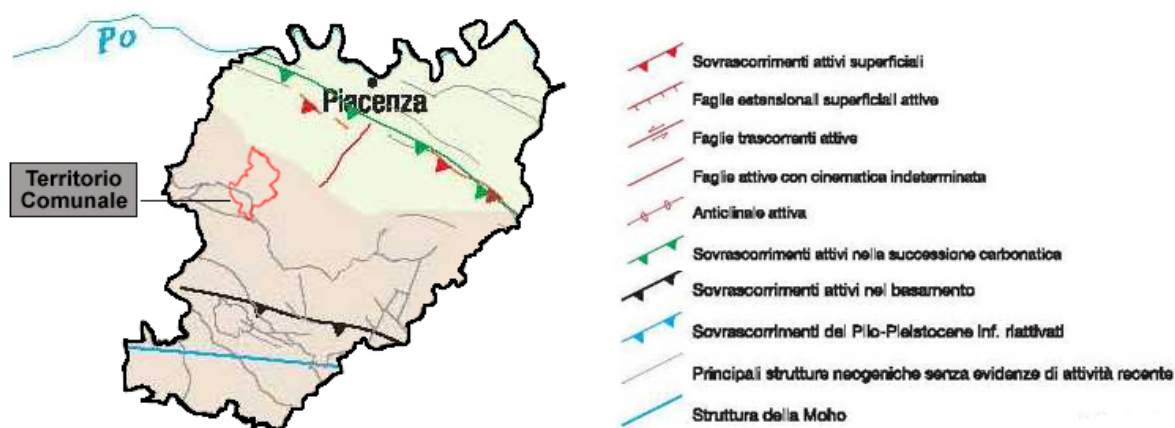 Po
Piacenza
Territorio
Comunale
Sovrascorrimenti attivi superficiali
Faglie estensionali superficiali attive
Faglie trascorrenti attive
Faglie attive con cinematica indeterminata
Anticlinale attiva
Sovrascorrimenti attivi nella successione carbonatica
Sovrascorrimenti attivi nel basamento
Sovrascorrimenti del Plio-Pleistocene inf. riattivati
Principali strutture neogeniche senza evidenze di attività recente
Struttura della Moho